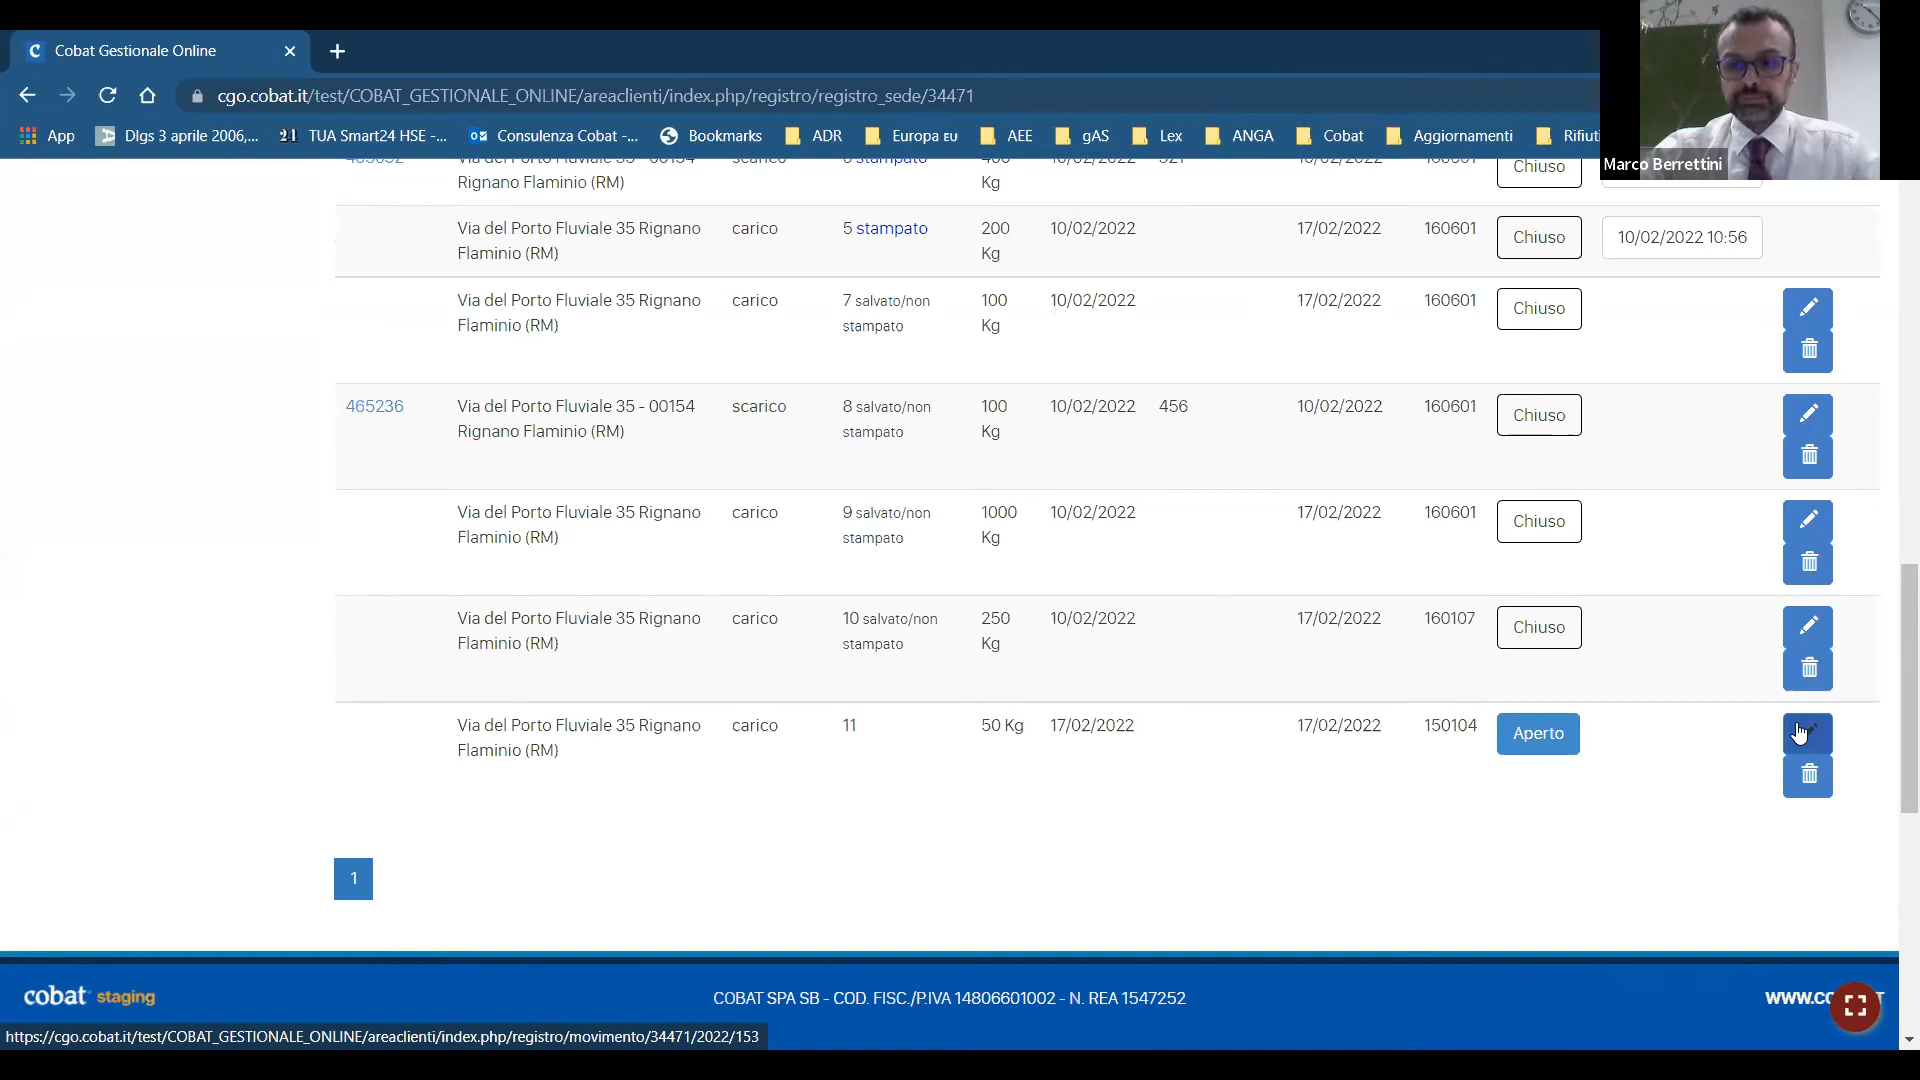 Cobat Gestionale Online
cgo.cobat.it/test/COBAT_GESTIONALE_ONLINE/areaclienti/index.php/registro/registro_sede/34471
App Dlgs 3 aprile 2006,... TUA Smart24 HSE -... Consulenza Cobat -... Bookmarks ADR Europa EU AEE gAS Lex ANGA Cobat Aggiornamenti Rifiuti
Marco Berrettini
Rignano Flaminio (RM) Kg Chiuso
Via del Porto Fluviale 35 Rignano carico 5 stampato 200 10/02/2022 17/02/2022 160601 Chiuso 10/02/2022 10:56
Flaminio (RM) Kg
Via del Porto Fluviale 35 Rignano carico 7 salvato/non 100 10/02/2022 17/02/2022 160601 Chiuso
Flaminio (RM) stampato Kg
465236 Via del Porto Fluviale 35 - 00154 scarico 8 salvato/non 100 10/02/2022 456 10/02/2022 160601 Chiuso
Rignano Flaminio (RM) stampato Kg
Via del Porto Fluviale 35 Rignano carico 9 salvato/non 1000 10/02/2022 17/02/2022 160601 Chiuso
Flaminio (RM) stampato Kg
Via del Porto Fluviale 35 Rignano carico 10 salvato/non 250 10/02/2022 17/02/2022 160107 Chiuso
Flaminio (RM) stampato Kg
Via del Porto Fluviale 35 Rignano carico 11 50 Kg 17/02/2022 17/02/2022 150104 Aperto
Flaminio (RM)
1
cobat staging COBAT SPA SB - COD. FISC./P.IVA 14806601002 - N. REA 1547252
https://cgo.cobat.it/test/COBAT_GESTIONALE_ONLINE/areaclienti/index.php/registro/movimento/34471/2022/153